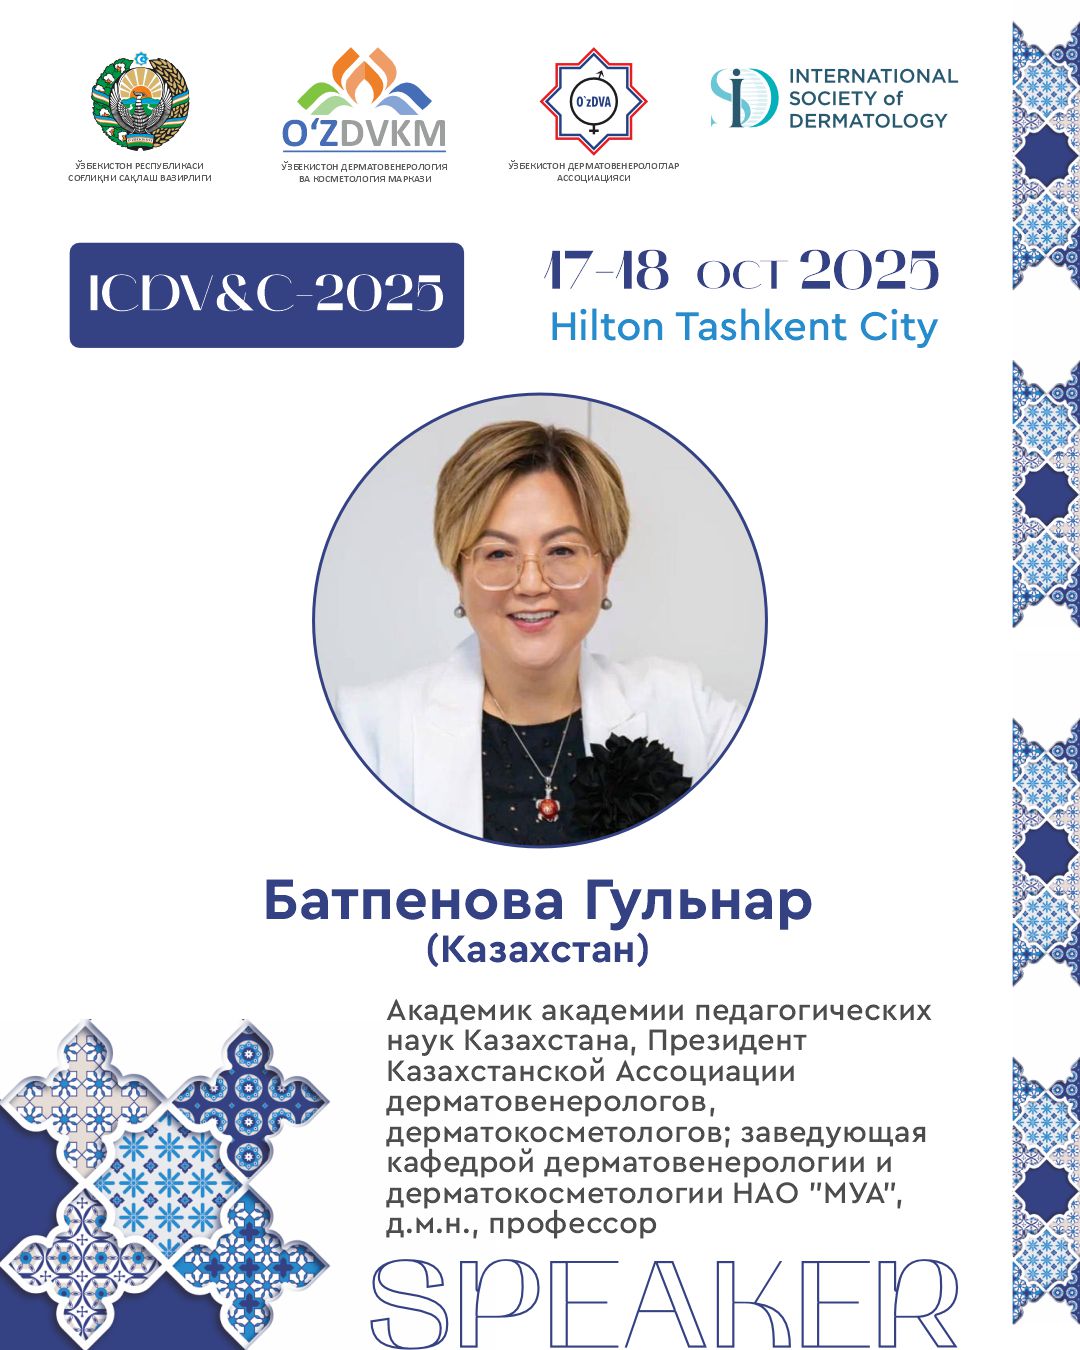 ЎЗБЕКИСТОН РЕСПУБЛИКАСИ
СОҒЛИҚНИ САҚЛАШ ВАЗИРЛИГИ
O‘ZDVKM
ЎЗБЕКИСТОН ДЕРМАТОВЕНЕРОЛОГИЯ
ВА КОСМЕТОЛОГИЯ МАРКАЗИ
O`zDVA
ЎЗБЕКИСТОН ДЕРМАТОВЕНЕРОЛОГЛАР
АССОЦИАЦИЯСИ
INTERNATIONAL
SOCIETY of
DERMATOLOGY
ICDV&C-2025
17-18 OCT 2025
Hilton Tashkent City
Батпенова Гульнар
(Казахстан)
Академик академии педагогических
наук Казахстана, Президент
Казахстанской Ассоциации
дерматовенерологов,
дерматокосметологов; заведующая
кафедрой дерматовенерологии и
дерматокосметологии НАО "МУА",
д.м.н., профессор
SPEAKER